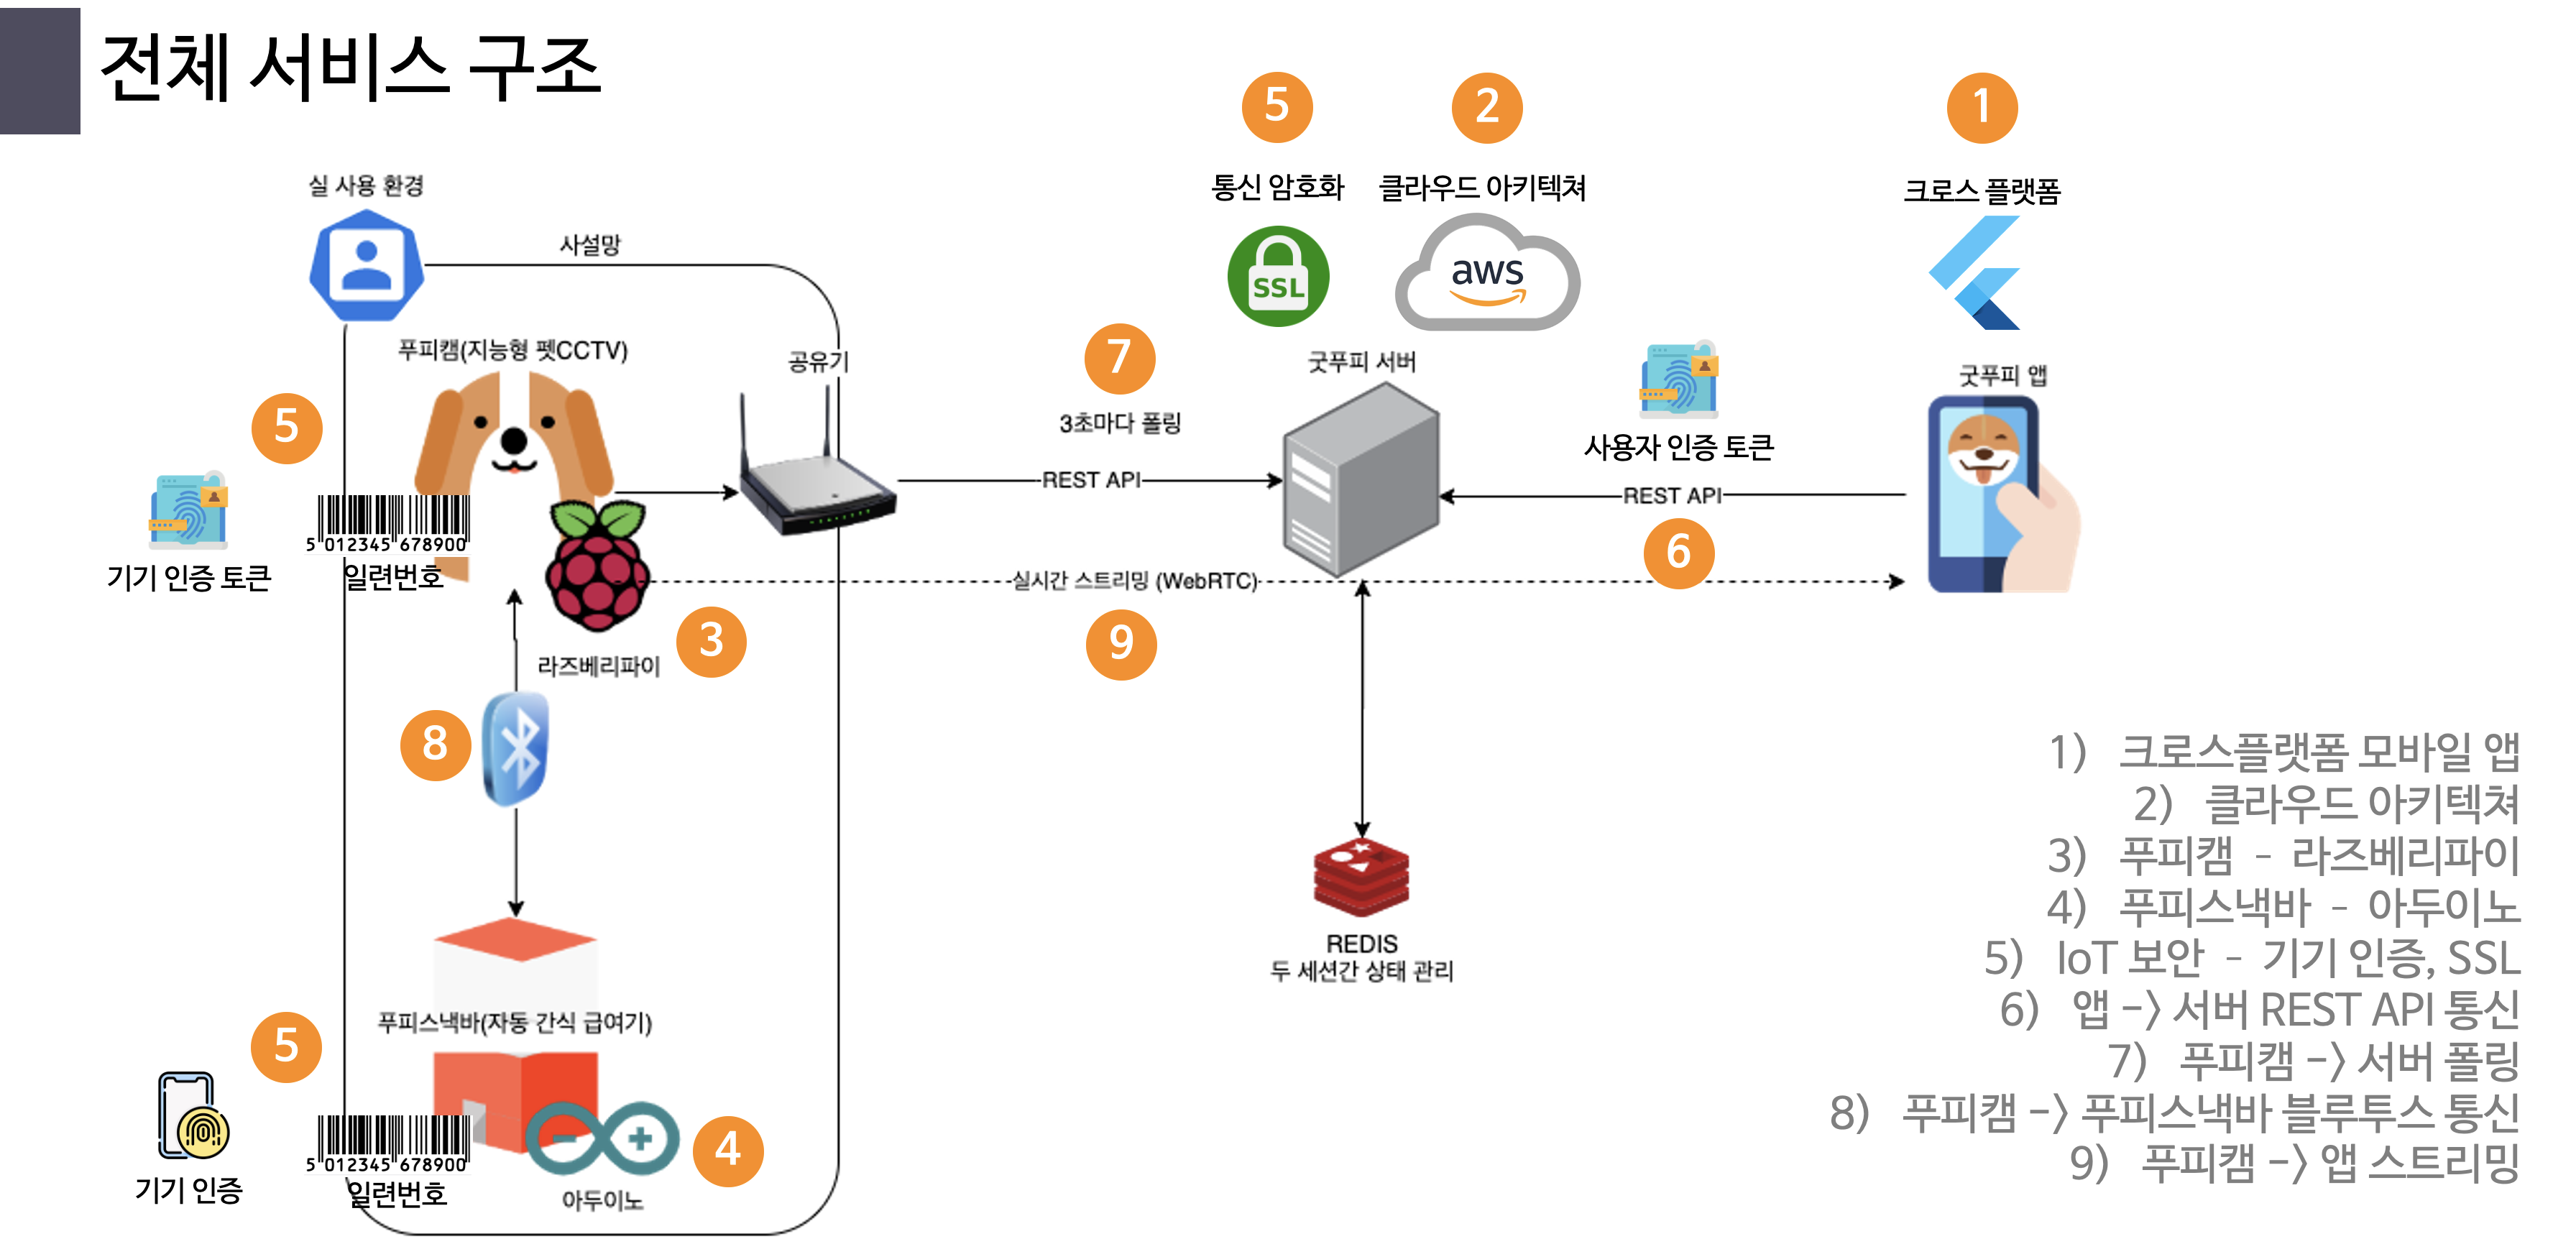 전체 서비스 구조
5
2
1
통신 암호화
클라우드 아키텍쳐
크로스 플랫폼
실 사용 환경
사설망
SSL
aws
푸피캠(지능형 펫CCTV)
공유기
7
3초마다 폴링
굿푸피 서버
굿푸피 앱
5
사용자 인증 토큰
REST API
REST API
6
5 012345 678900
일련번호
기기 인증 토큰
실시간 스트리밍 (WebRTC)
3
9
라즈베리파이
8
REDIS
두 세션간 상태 관리
푸피스낵바(자동 간식 급여기)
5
5 012345 678900
일련번호
기기 인증
4
아두이노
1) 크로스플랫폼 모바일 앱
2) 클라우드 아키텍쳐
3) 푸피캠 - 라즈베리파이
4) 푸피스낵바 - 아두이노
5) IoT 보안 - 기기 인증, SSL
6) 앱 -> 서버 REST API 통신
7) 푸피캠 -> 서버 폴링
8) 푸피캠 -> 푸피스낵바 블루투스 통신
9) 푸피캠 -> 앱 스트리밍